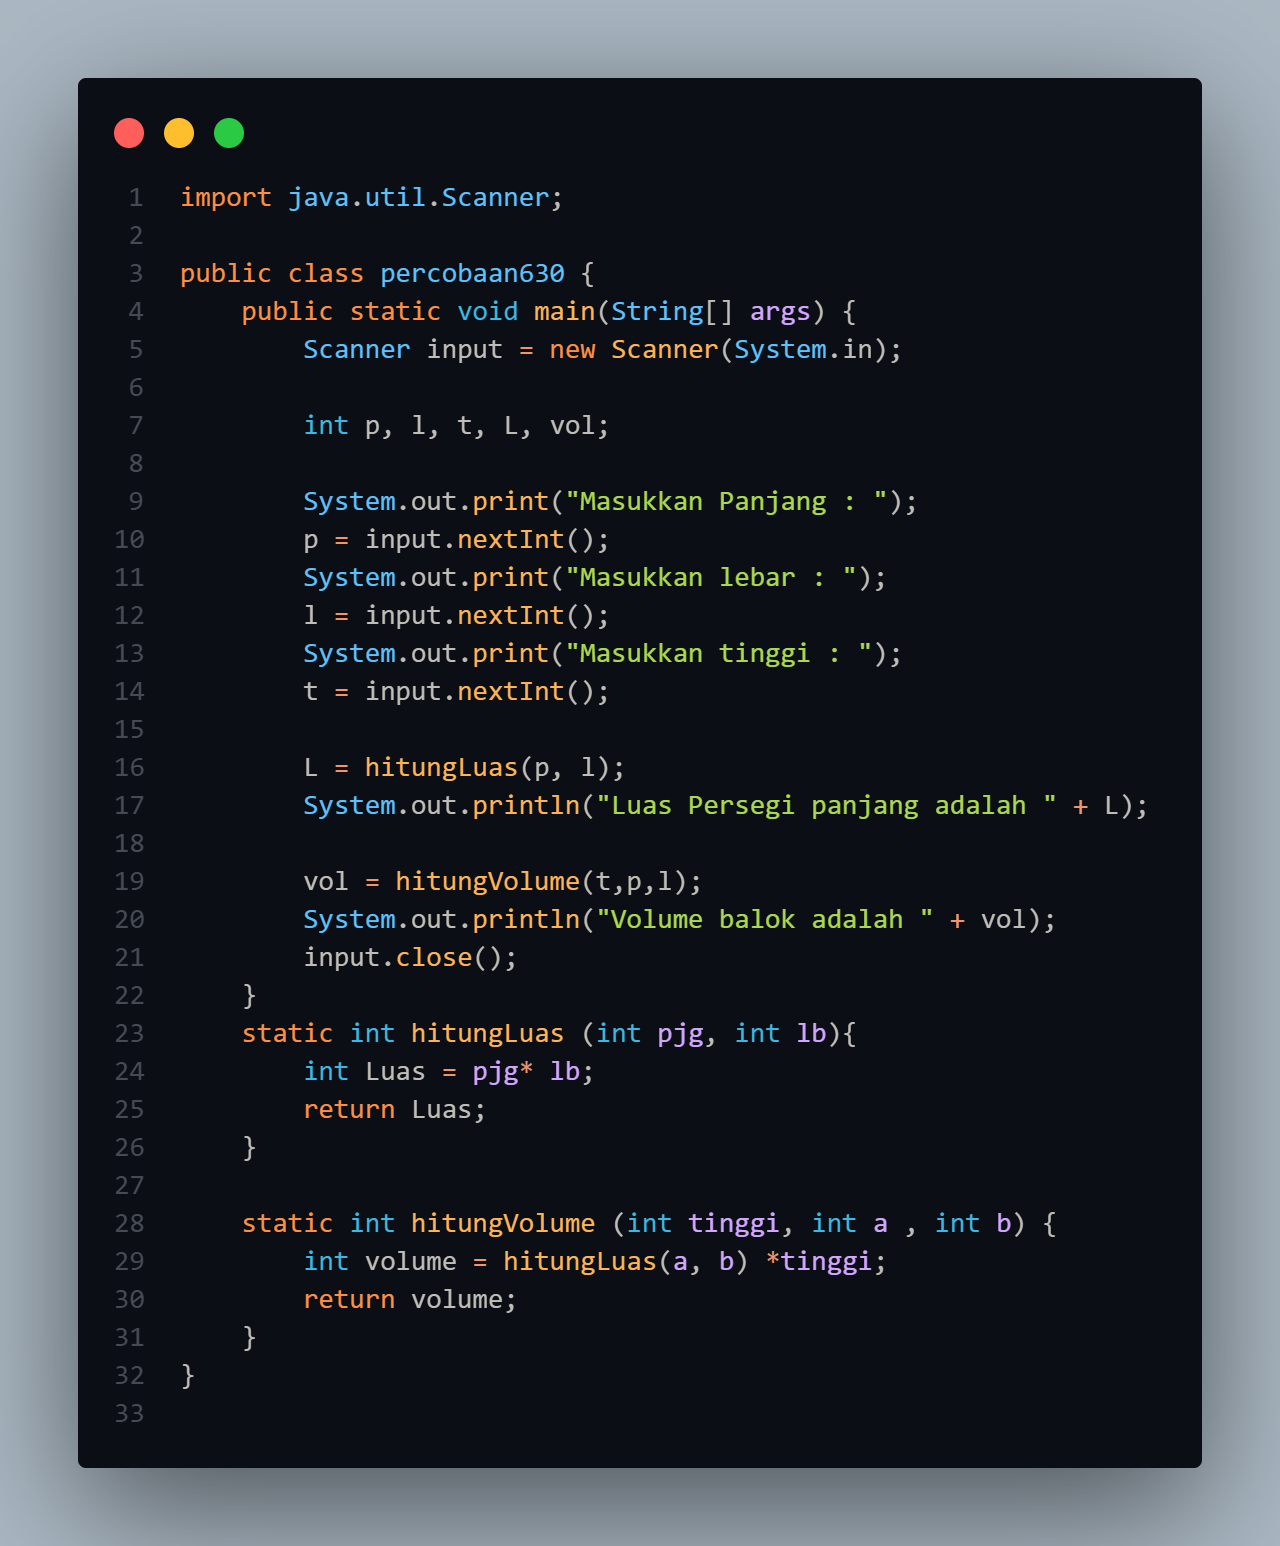 1 import java.util.Scanner;
2
3 public class percobaan630 {
4     public static void main(String[] args) {
5         Scanner input = new Scanner(System.in);
6
7         int p, l, t, L, vol;
8
9         System.out.print("Masukkan Panjang : ");
10         p = input.nextInt();
11         System.out.print("Masukkan lebar : ");
12         l = input.nextInt();
13         System.out.print("Masukkan tinggi : ");
14         t = input.nextInt();
15
16         L = hitungLuas(p, l);
17         System.out.println("Luas Persegi panjang adalah " + L);
18
19         vol = hitungVolume(t,p,l);
20         System.out.println("Volume balok adalah " + vol);
21         input.close();
22     }
23     static int hitungLuas (int pjg, int lb){
24         int Luas = pjg* lb;
25         return Luas;
26     }
27
28     static int hitungVolume (int tinggi, int a , int b) {
29         int volume = hitungLuas(a, b) *tinggi;
30         return volume;
31     }
32 }
33